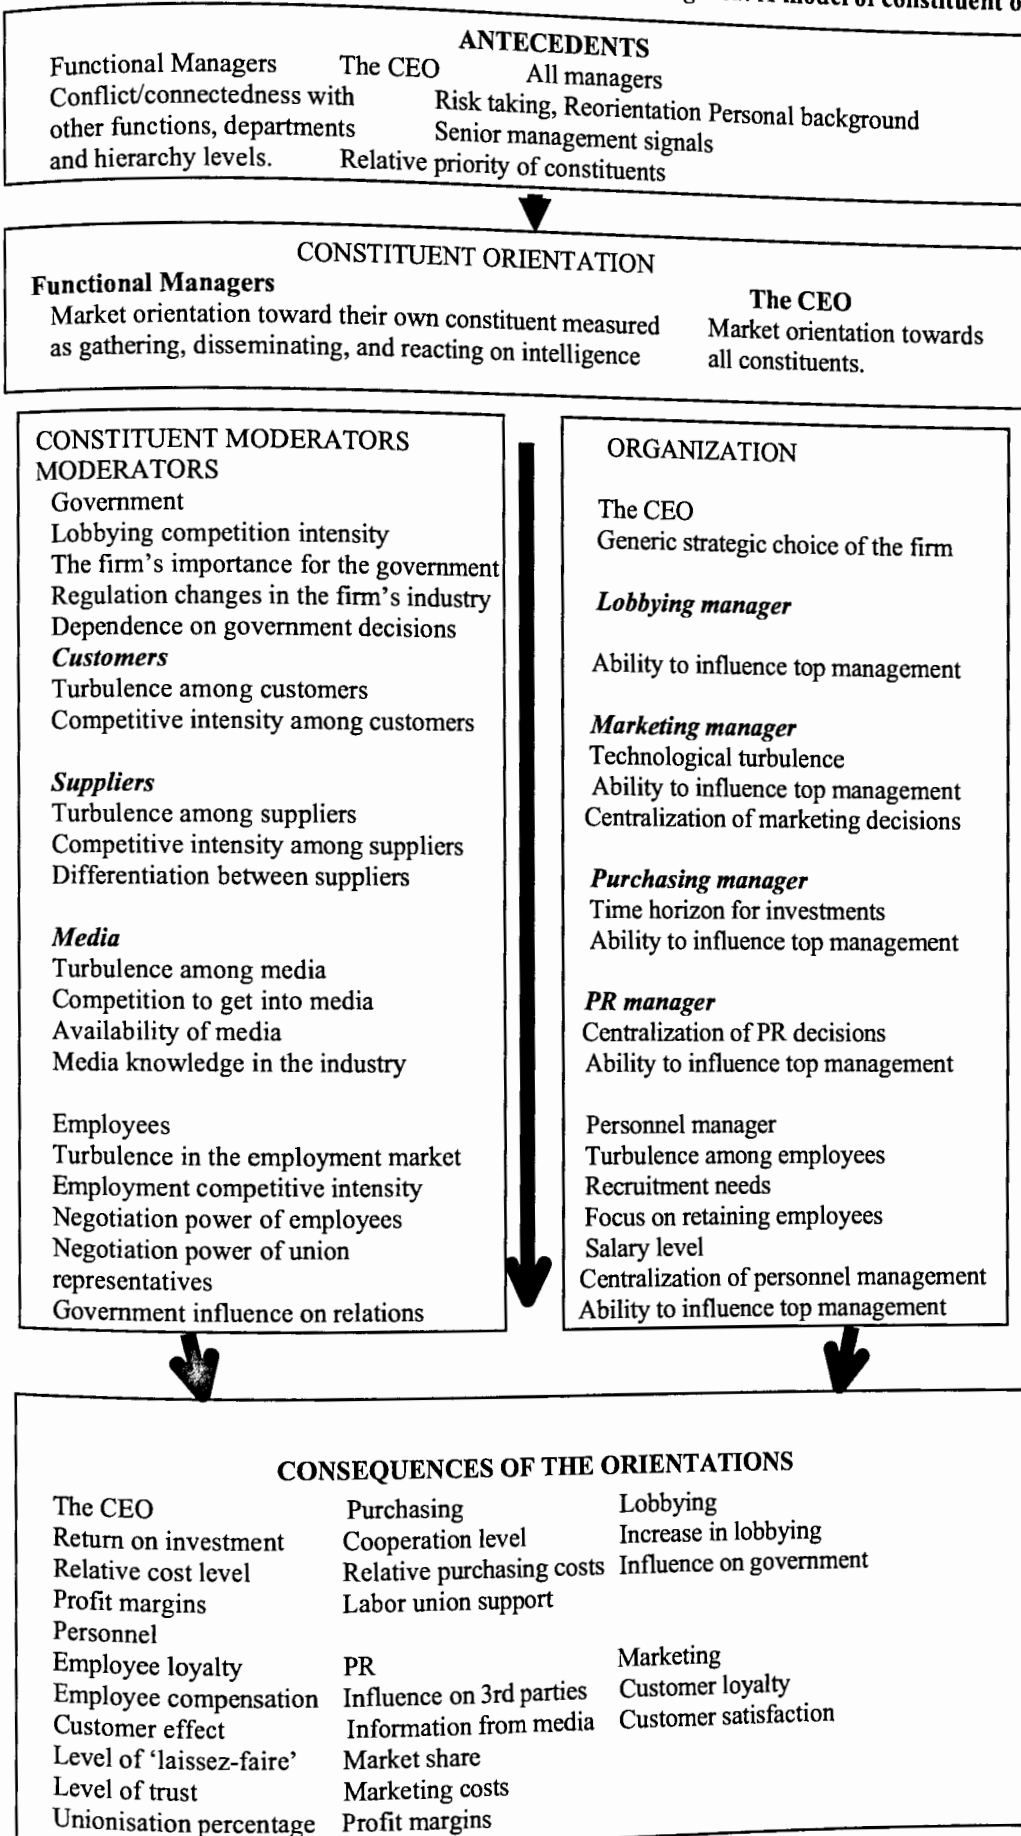 model of constituent o
ANTECEDENTS
Functional Managers The CEO All managers
Conflict/connectedness with Risk taking, Reorientation Personal background
other functions, departments Senior management signals
and hierarchy levels. Relative priority of constituents
CONSTITUENT ORIENTATION
Functional Managers The CEO
Market orientation toward their own constituent measured Market orientation towards
as gathering, disseminating, and reacting on intelligence all constituents.
CONSTITUENT MODERATORS
MODERATORS
Government
Lobbying competition intensity
The firm's importance for the government
Regulation changes in the firm's industry
Dependence on government decisions
Customers
Turbulence among customers
Competitive intensity among customers
Suppliers
Turbulence among suppliers
Competitive intensity among suppliers
Differentiation between suppliers
Media
Turbulence among media
Competition to get into media
Availability of media
Media knowledge in the industry
Employees
Turbulence in the employment market
Employment competitive intensity
Negotiation power of employees
Negotiation power of union
representatives
Government influence on relations
ORGANIZATION
The CEO
Generic strategic choice of the firm
Lobbying manager
Ability to influence top management
Marketing manager
Technological turbulence
Ability to influence top management
Centralization of marketing decisions
Purchasing manager
Time horizon for investments
Ability to influence top management
PR manager
Centralization of PR decisions
Ability to influence top management
Personnel manager
Turbulence among employees
Recruitment needs
Focus on retaining employees
Salary level
Centralization of personnel management
Ability to influence top management
CONSEQUENCES OF THE ORIENTATIONS
The CEO Purchasing Lobbying
Return on investment Cooperation level Increase in lobbying
Relative cost level Relative purchasing costs Influence on government
Profit margins Labor union support
Personnel
Employee loyalty PR Marketing
Employee compensation Influence on 3rd parties Customer loyalty
Customer effect Information from media Customer satisfaction
Level of 'laissez-faire' Market share
Level of trust Marketing costs
Unionisation percentage Profit margins